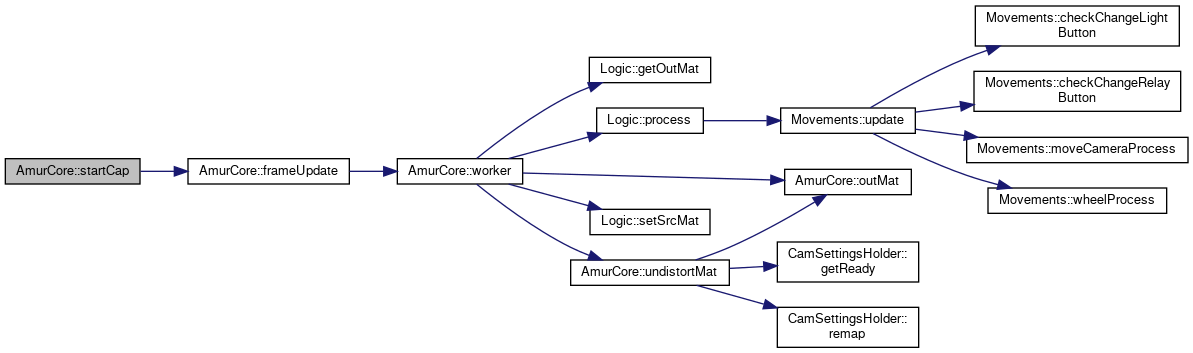 AmurCore::startCap
AmurCore::frameUpdate
AmurCore::worker
Logic::getOutMat
Logic::process
Movements::update
Movements::checkChangeLight
Button
Movements::checkChangeRelay
Button
Movements::moveCameraProcess
Movements::wheelProcess
AmurCore::outMat
Logic::setSrcMat
AmurCore::undistortMat
CamSettingsHolder::
getReady
CamSettingsHolder::
remap